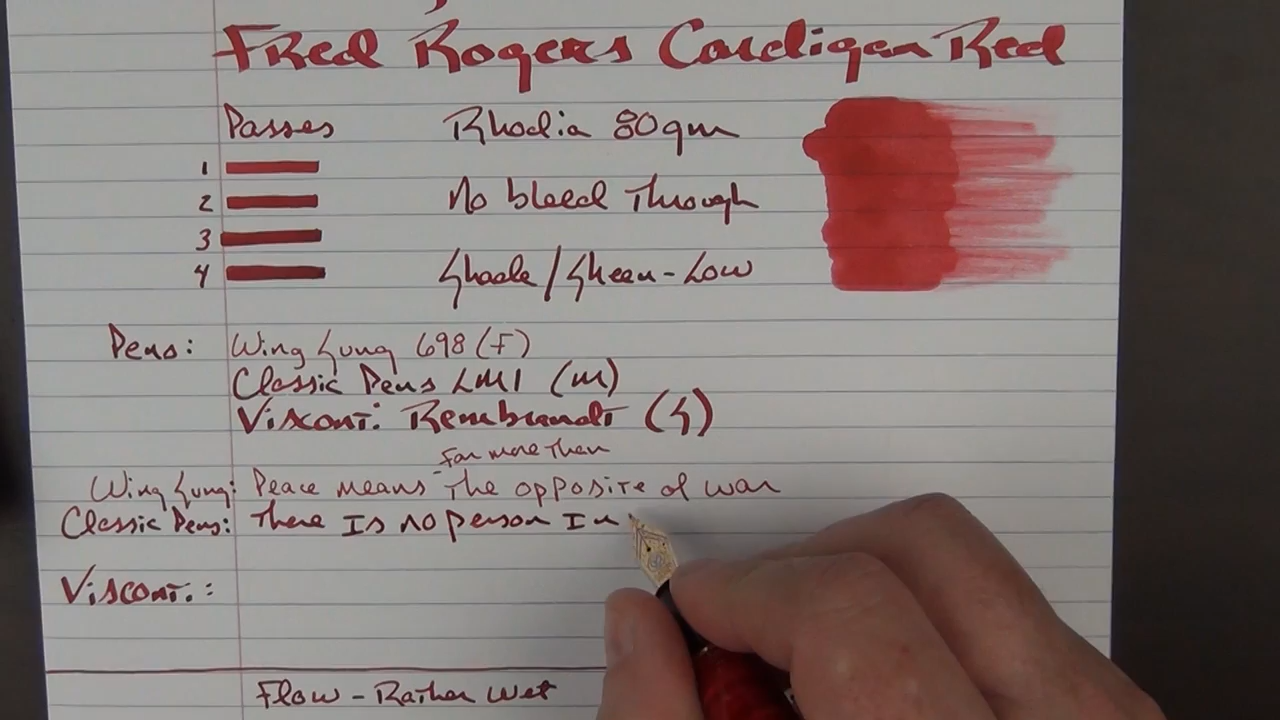 Fred Rogers Cardigan Red
Passes
1
2
3
4
Rhodia 80gm
No bleed Through
Shade/Sheen-Low
Pens: Wing Sung 698 (F)
Classic Pens LM1 (M)
Visconti Rembrandt (S)
far more than
Wing Sung: Peace means the opposite of war
Classic Pens: There Is no person In
Visconti:
Flow - Rather Wet